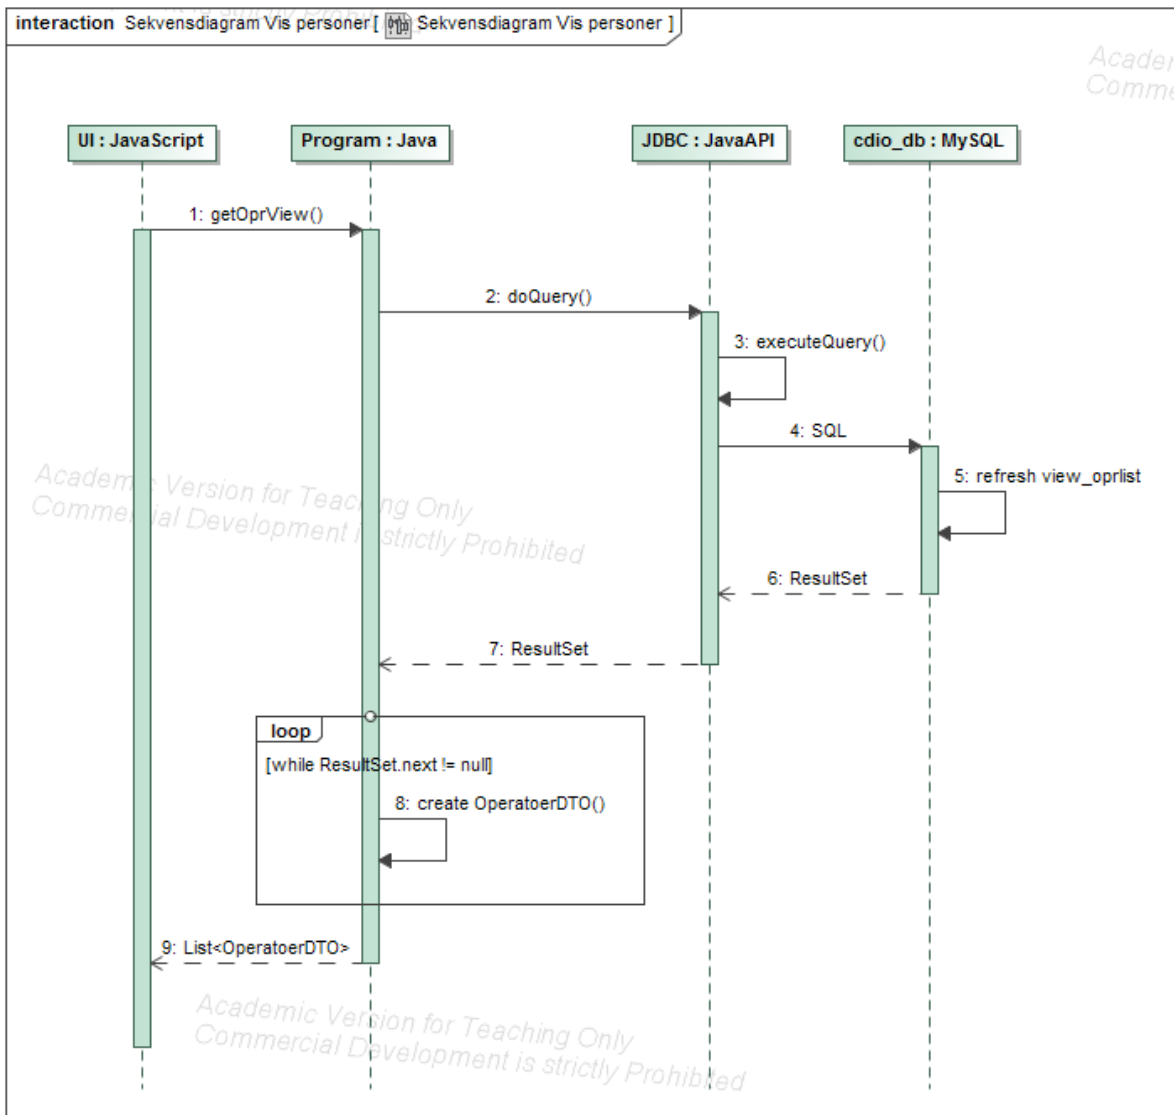 interaction Sekvensdiagram Vis personer [ Sekvensdiagram Vis personer ]
UI : JavaScript
Program : Java
JDBC : JavaAPI
cdio_db : MySQL
1: getOprView()
2: doQuery()
3: executeQuery()
4: SQL
5: refresh view_oprlist
6: ResultSet
7: ResultSet
loop
[while ResultSet.next != null]
8: create OperatoerDTO()
9: List<OperatoerDTO>
Academic Version for Teaching Only
Commercial Development is strictly Prohibited
Academic Version for Teaching Only
Commercial Development is strictly Prohibited